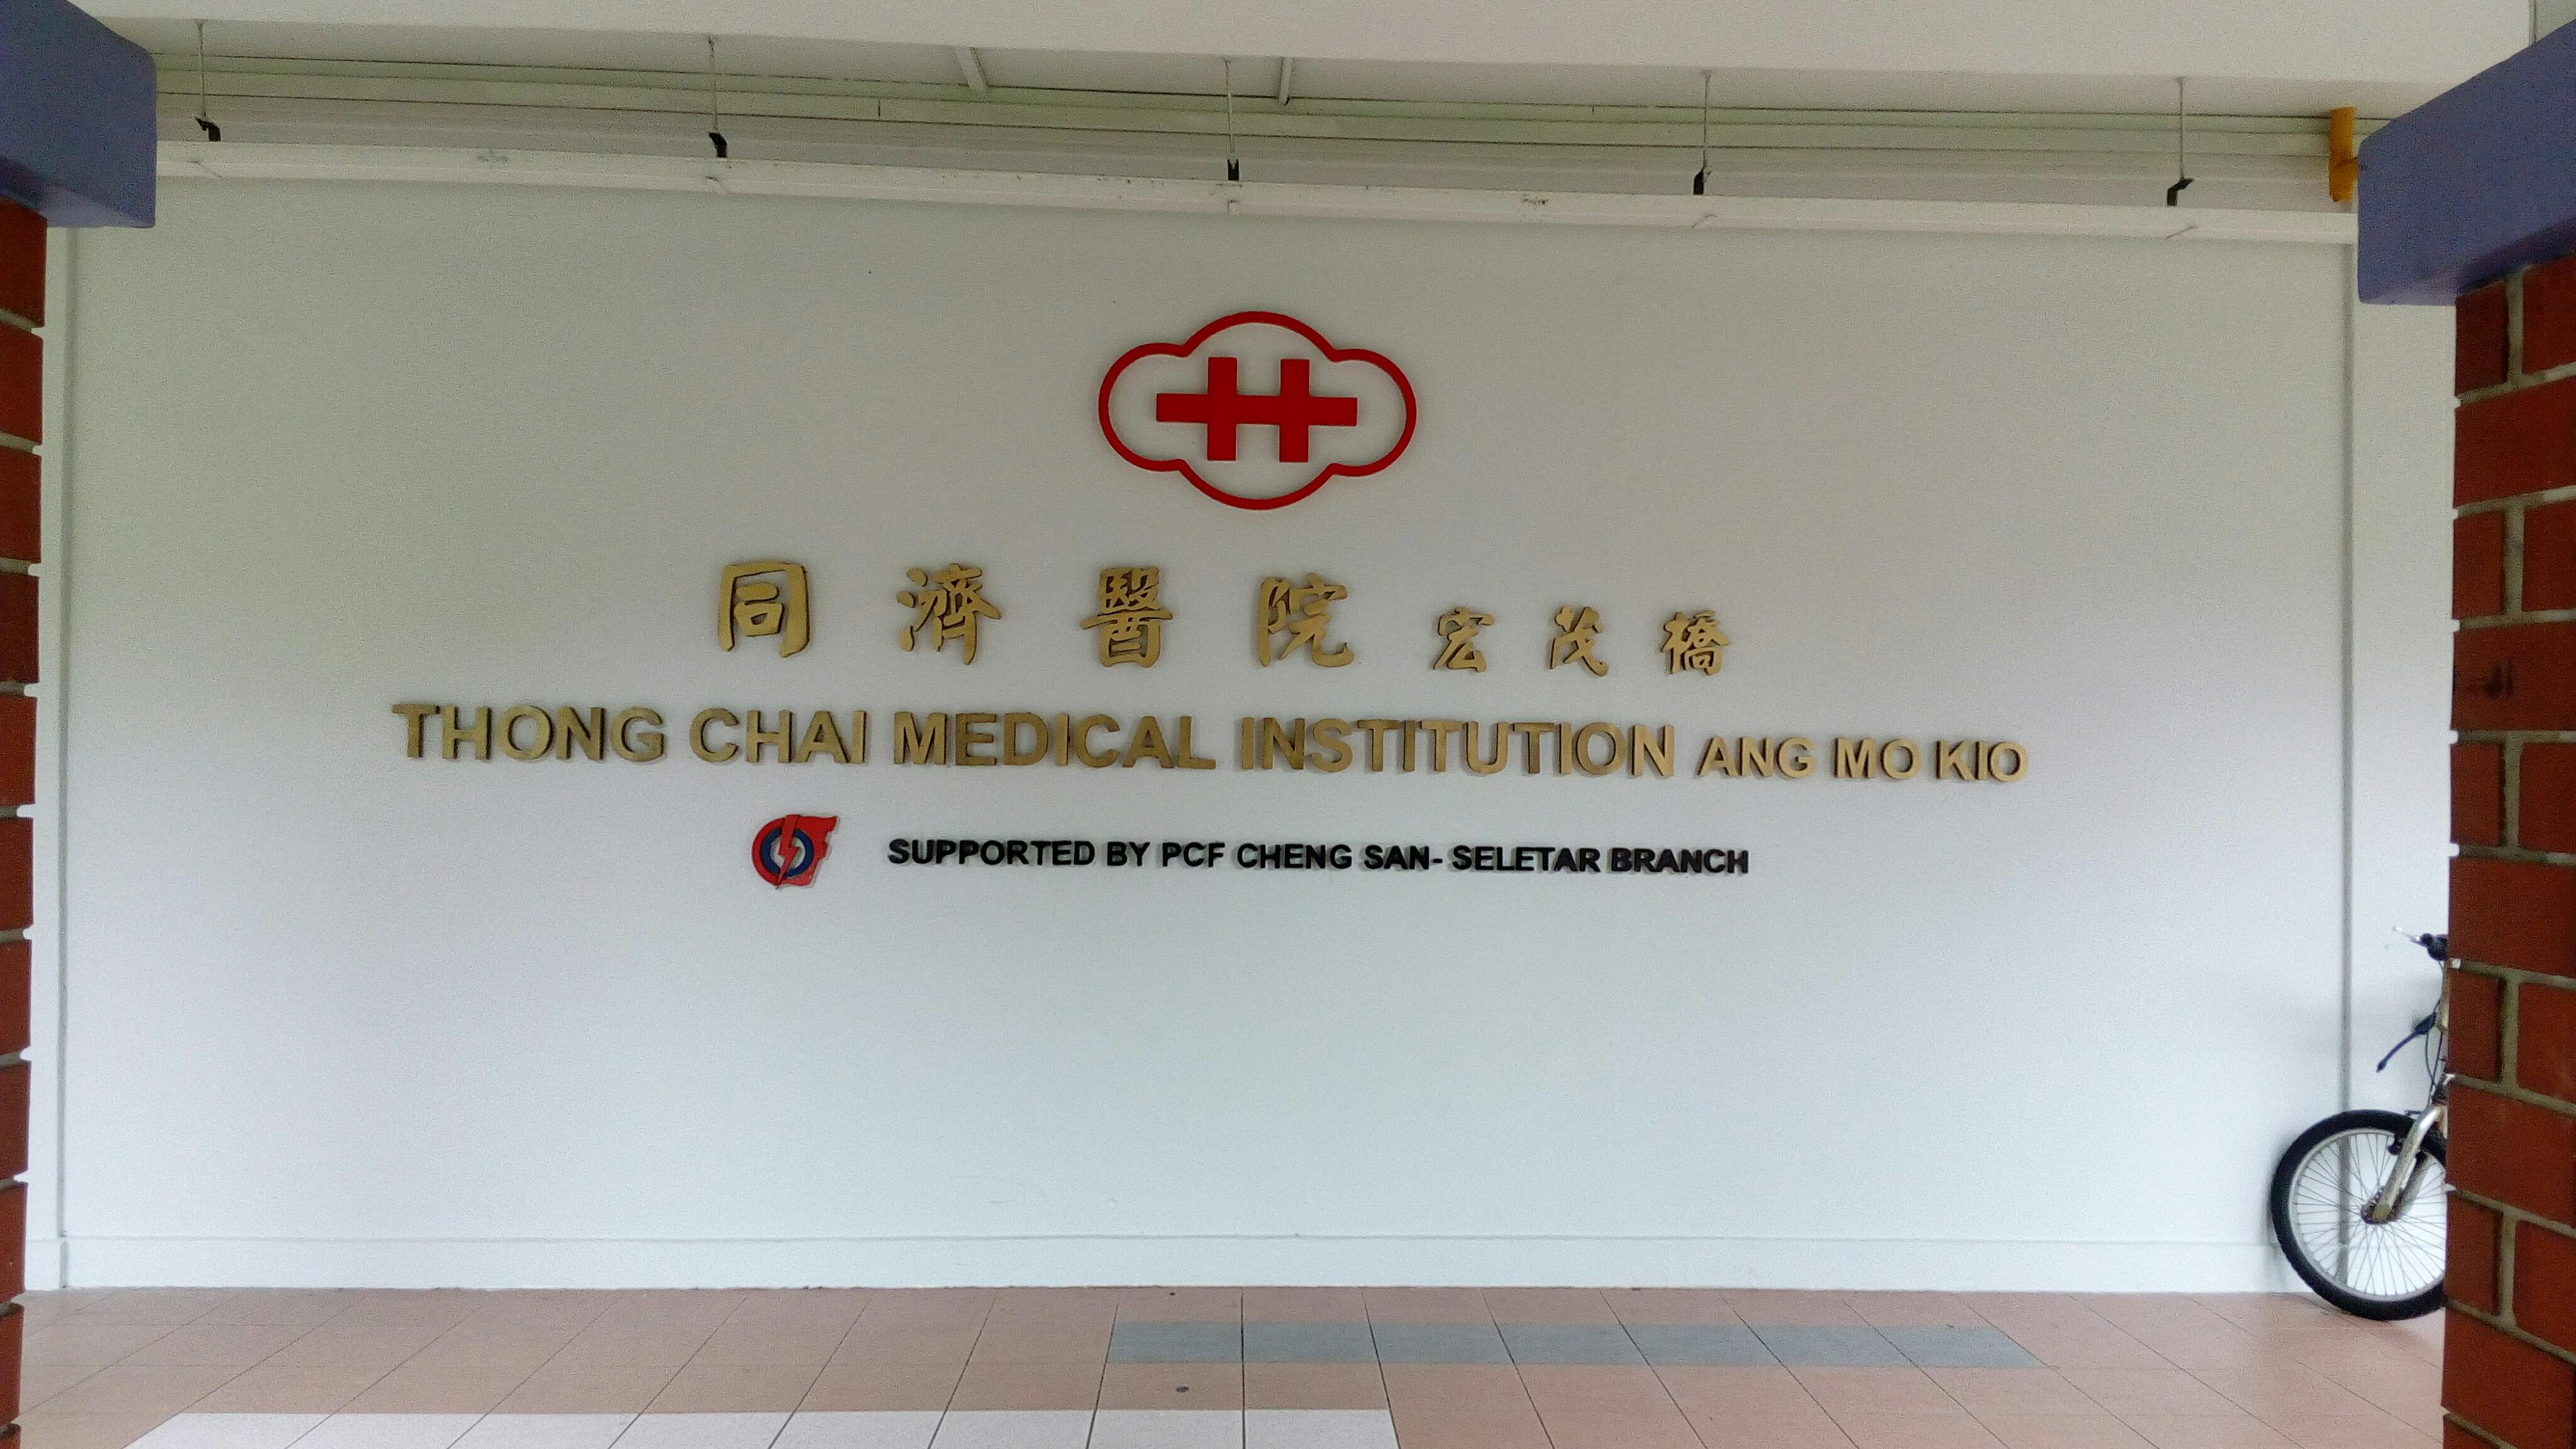 同濟醫院 宏茂橋
THONG CHAI MEDICAL INSTITUTION ANG MO KIO
SUPPORTED BY PCF CHENG SAN- SELETAR BRANCH